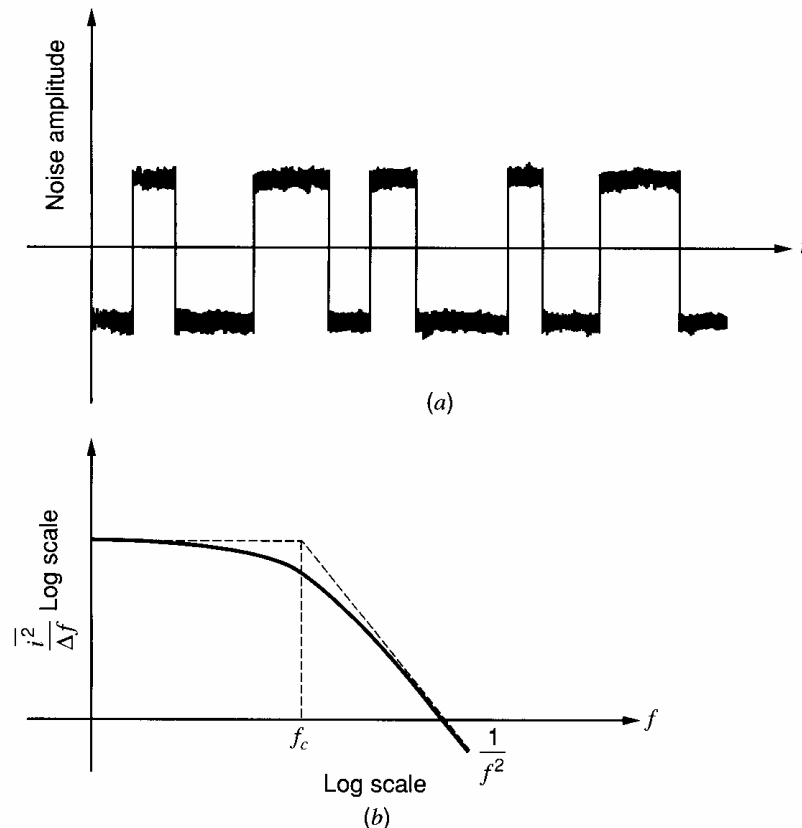 Noise amplitude
t
(a)
Log scale
i² / Δf
f
f_c
1 / f²
Log scale
(b)